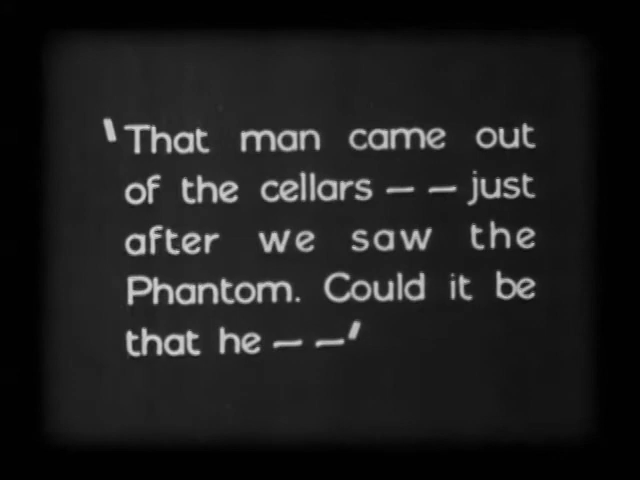 'That man came out
of the cellars – – just
after we saw the
Phantom. Could it be
that he – –'